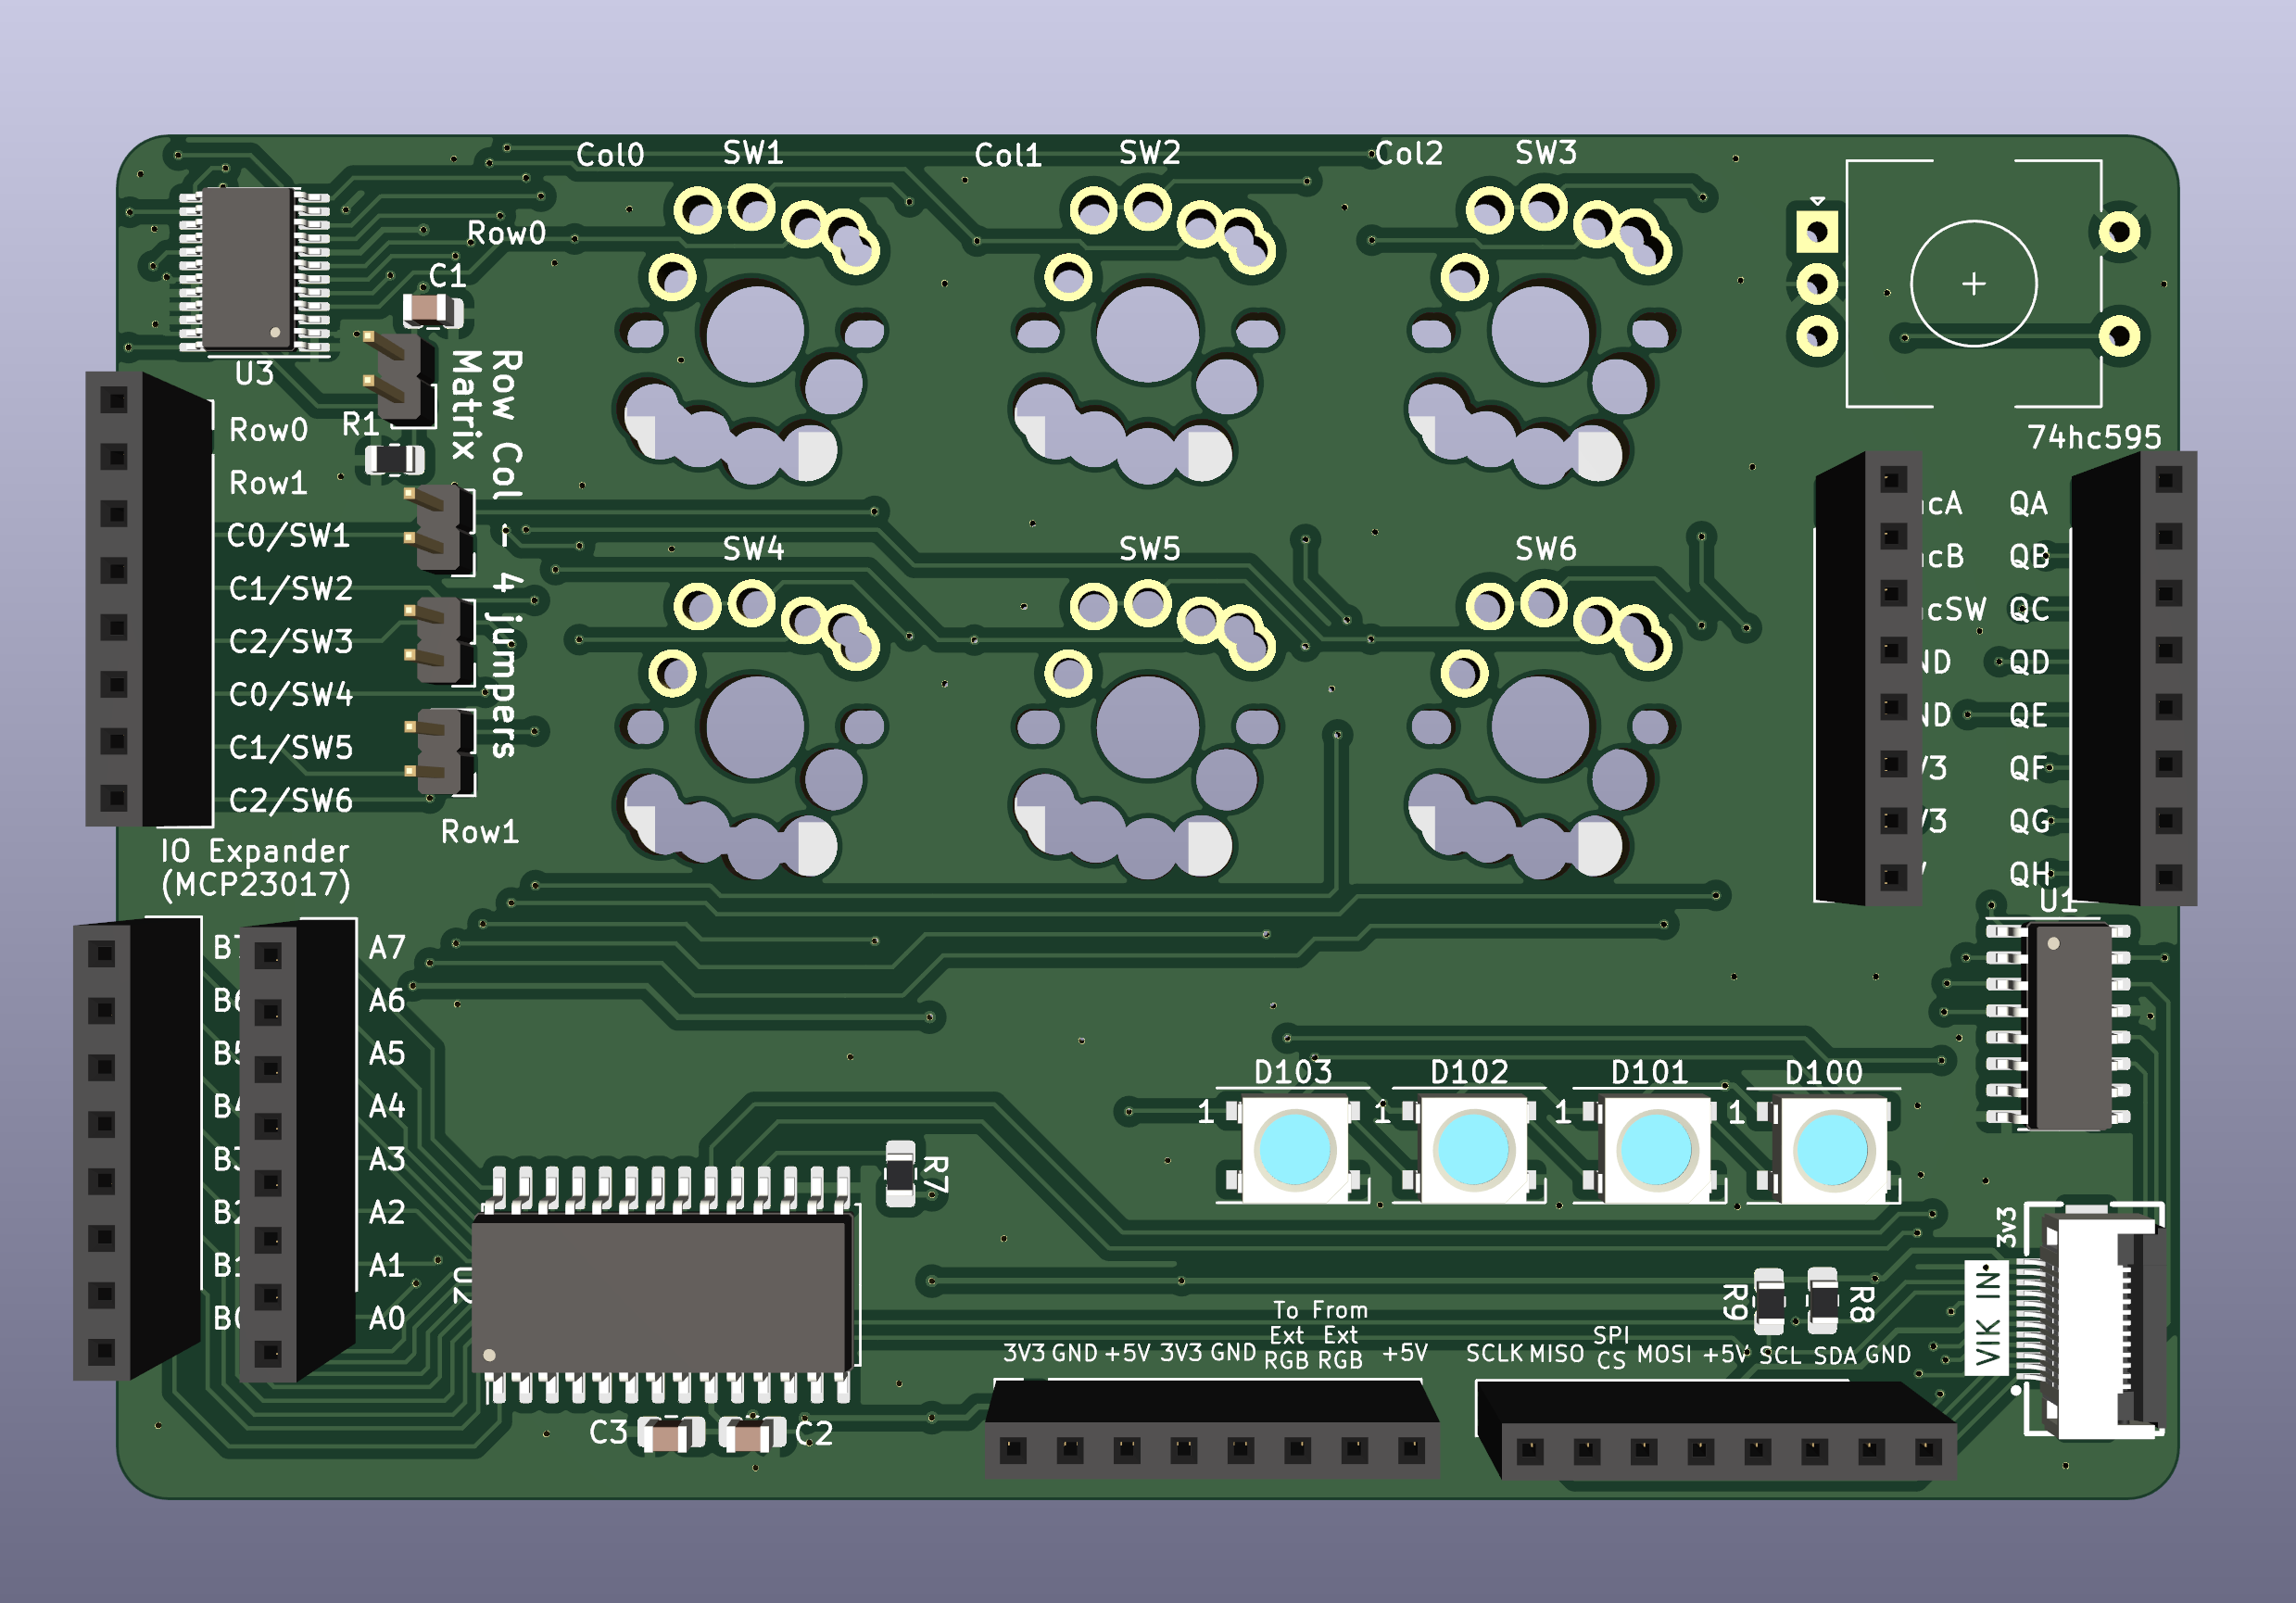 Col0
SW1
Col1
SW2
Col2
SW3
Row0
C1
U3
R1
Row Col - 4 jumpers
Matrix
74hc595
Row0
Row1
C0/SW1
C1/SW2
C2/SW3
C0/SW4
C1/SW5
C2/SW6
Row1
IO Expander
(MCP23017)
SW4
SW5
SW6
QA
QB
QC
QD
QE
QF
QG
QH
U1
A7
A6
A5
A4
A3
A2
A1
A0
U2
R7
C3
C2
D103
D102
D101
D100
1
1
1
1
R9
R8
3v3
VIK IN
To From
Ext Ext
3V3 GND +5V 3V3 GND RGB RGB +5V
SPI
SCLK MISO CS MOSI +5V SCL SDA GND